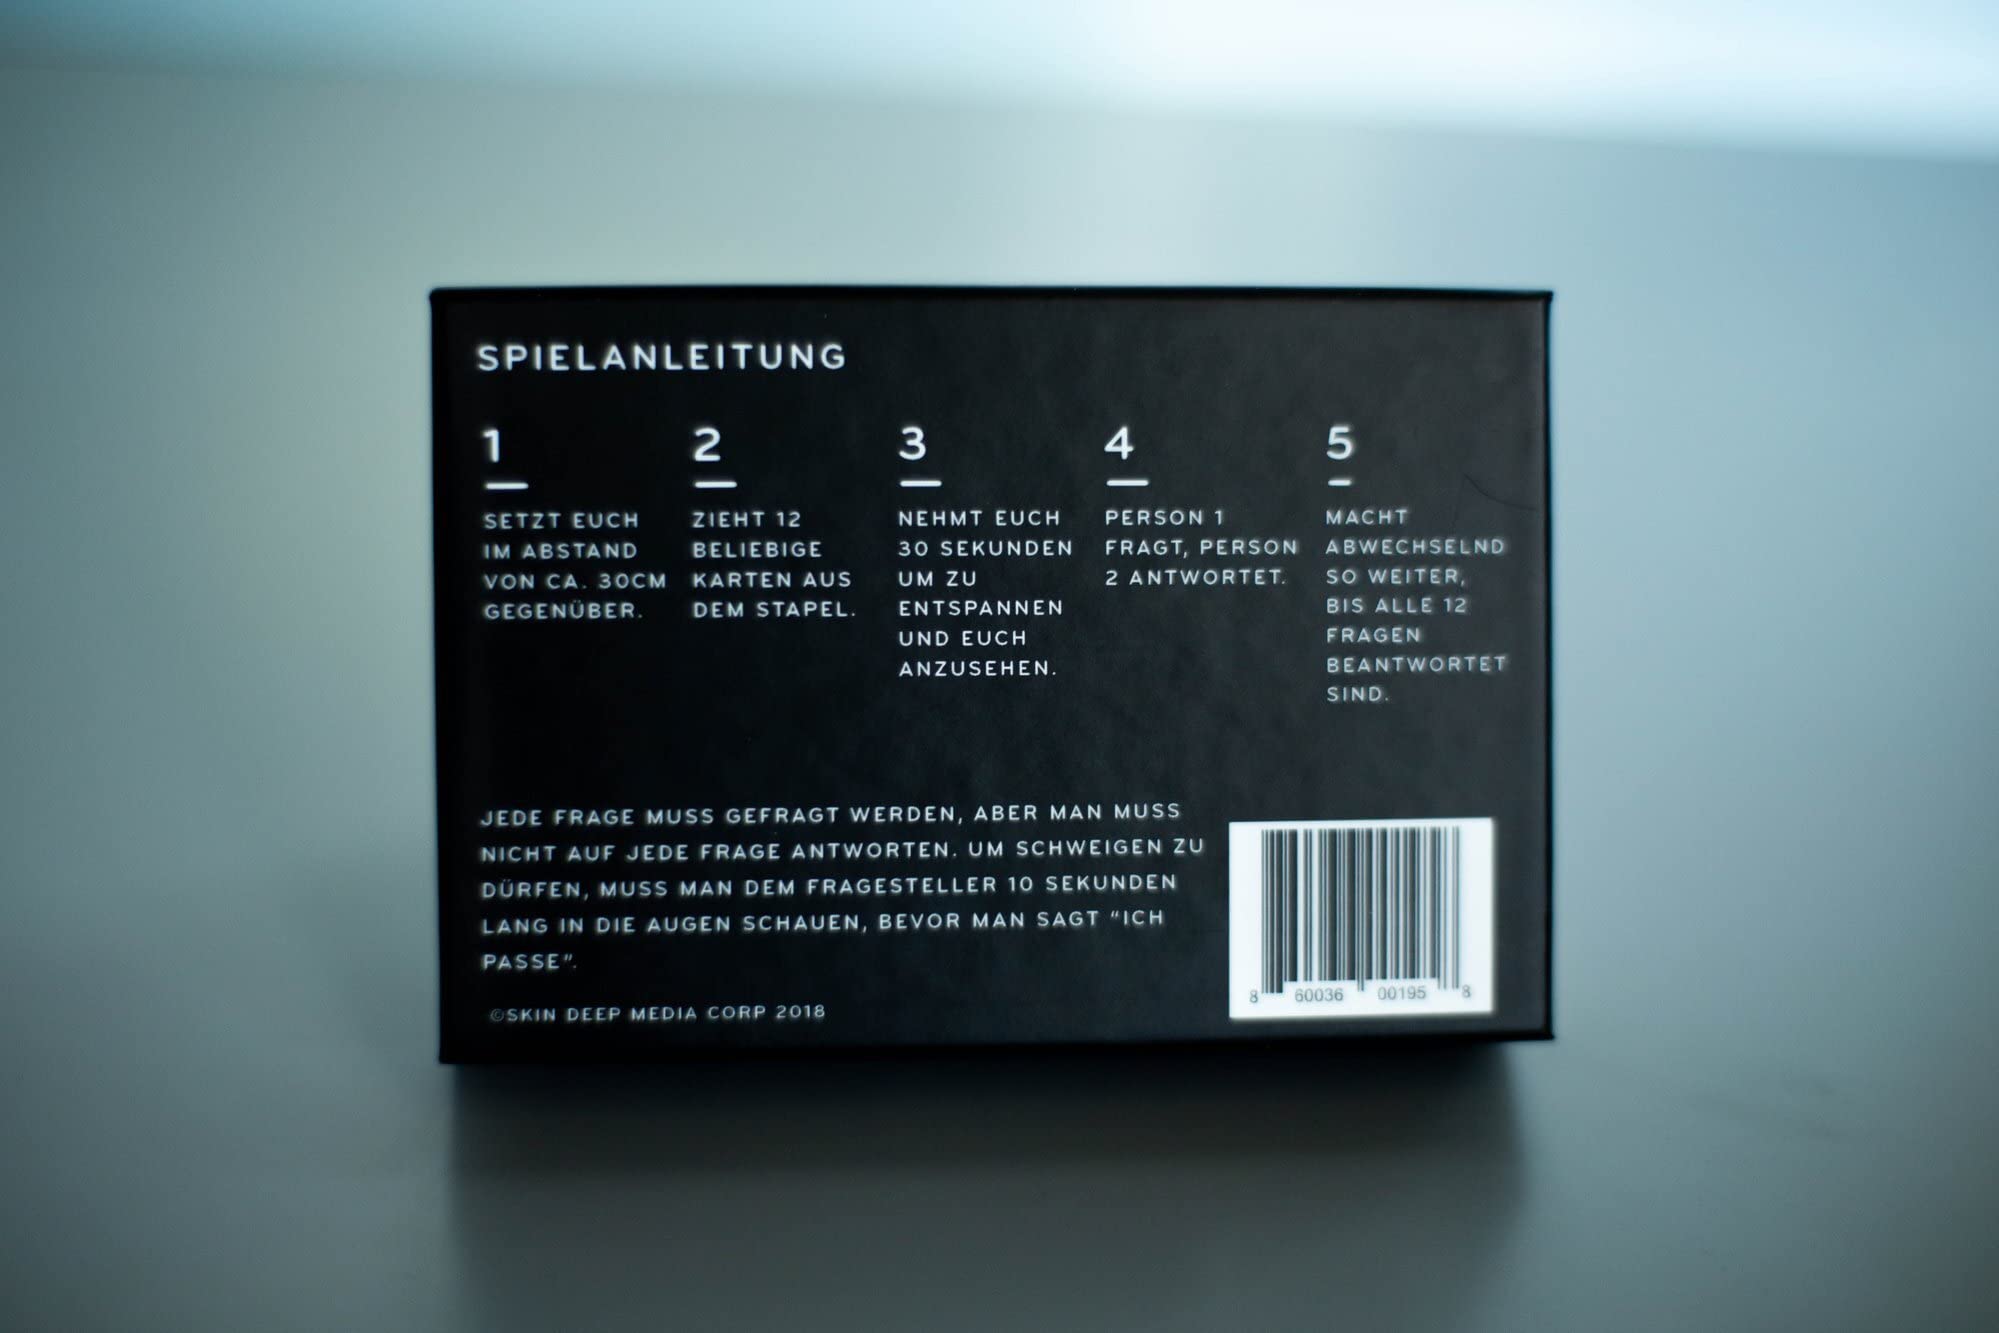 SPIELANLEITUNG
1
SETZT EUCH
IM ABSTAND
VON CA. 30CM
GEGENÜBER.
2
ZIEHT 12
BELIEBIGE
KARTEN AUS
DEM STAPEL.
3
NEHMT EUCH
30 SEKUNDEN
UM ZU
ENTSPANNEN
UND EUCH
ANZUSEHEN.
4
PERSON 1
FRAGT, PERSON
2 ANTWORTET.
5
MACHT
ABWECHSELND
SO WEITER,
BIS ALLE 12
FRAGEN
BEANTWORTET
SIND.
JEDE FRAGE MUSS GEFRAGT WERDEN, ABER MAN MUSS
NICHT AUF JEDE FRAGE ANTWORTEN. UM SCHWEIGEN ZU
DÜRFEN, MUSS MAN DEM FRAGESTELLER 10 SEKUNDEN
LANG IN DIE AUGEN SCHAUEN, BEVOR MAN SAGT "ICH
PASSE".
©SKIN DEEP MEDIA CORP 2018
8 60036 00195 8